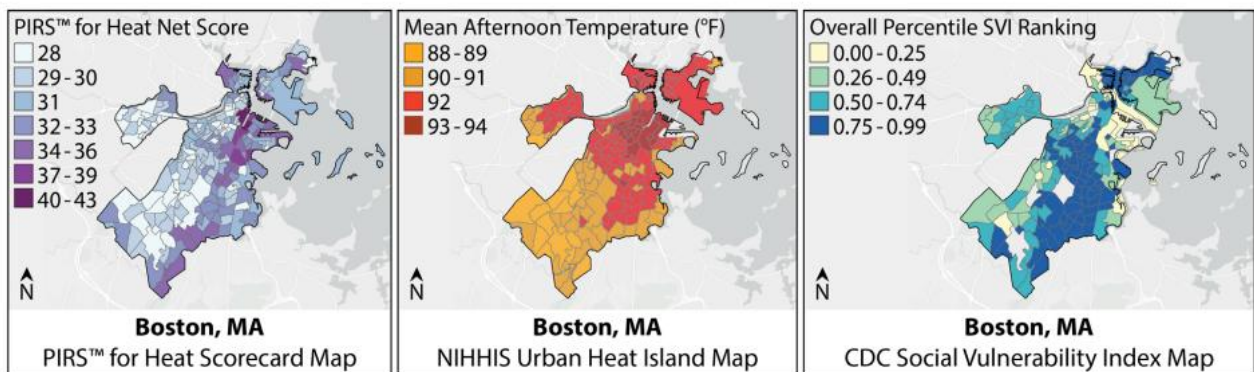 PIRS™ for Heat Net Score
28
29 - 30
31
32 - 33
34 - 36
37 - 39
40 - 43
N
Boston, MA
PIRS™ for Heat Scorecard Map
Mean Afternoon Temperature (°F)
88 - 89
90 - 91
92
93 - 94
N
Boston, MA
NIHHIS Urban Heat Island Map
Overall Percentile SVI Ranking
0.00 - 0.25
0.26 - 0.49
0.50 - 0.74
0.75 - 0.99
N
Boston, MA
CDC Social Vulnerability Index Map